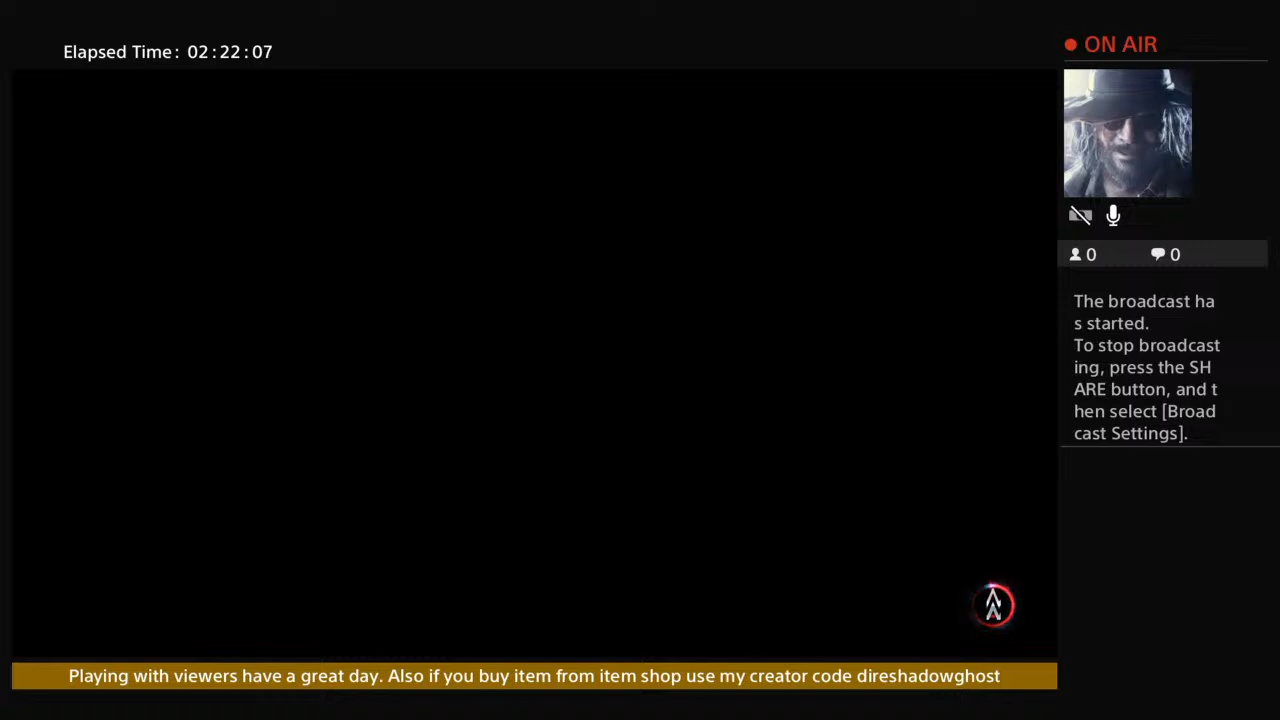 Elapsed Time: 02:22:07
ON AIR
0 0
The broadcast ha
s started.
To stop broadcast
ing, press the SH
ARE button, and t
hen select [Broad
cast Settings].
Playing with viewers have a great day. Also if you buy item from item shop use my creator code direshadowghost